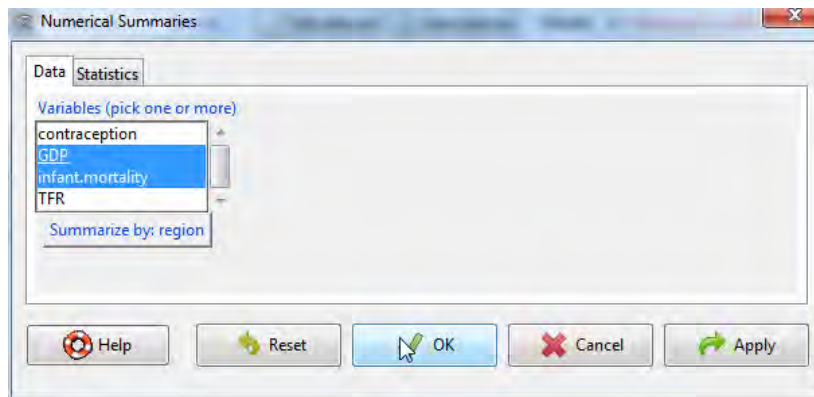 Numerical Summaries
Data Statistics
Variables (pick one or more)
contraception
GDP
infant.mortality
TFR
Summarize by: region
Help Reset OK Cancel Apply